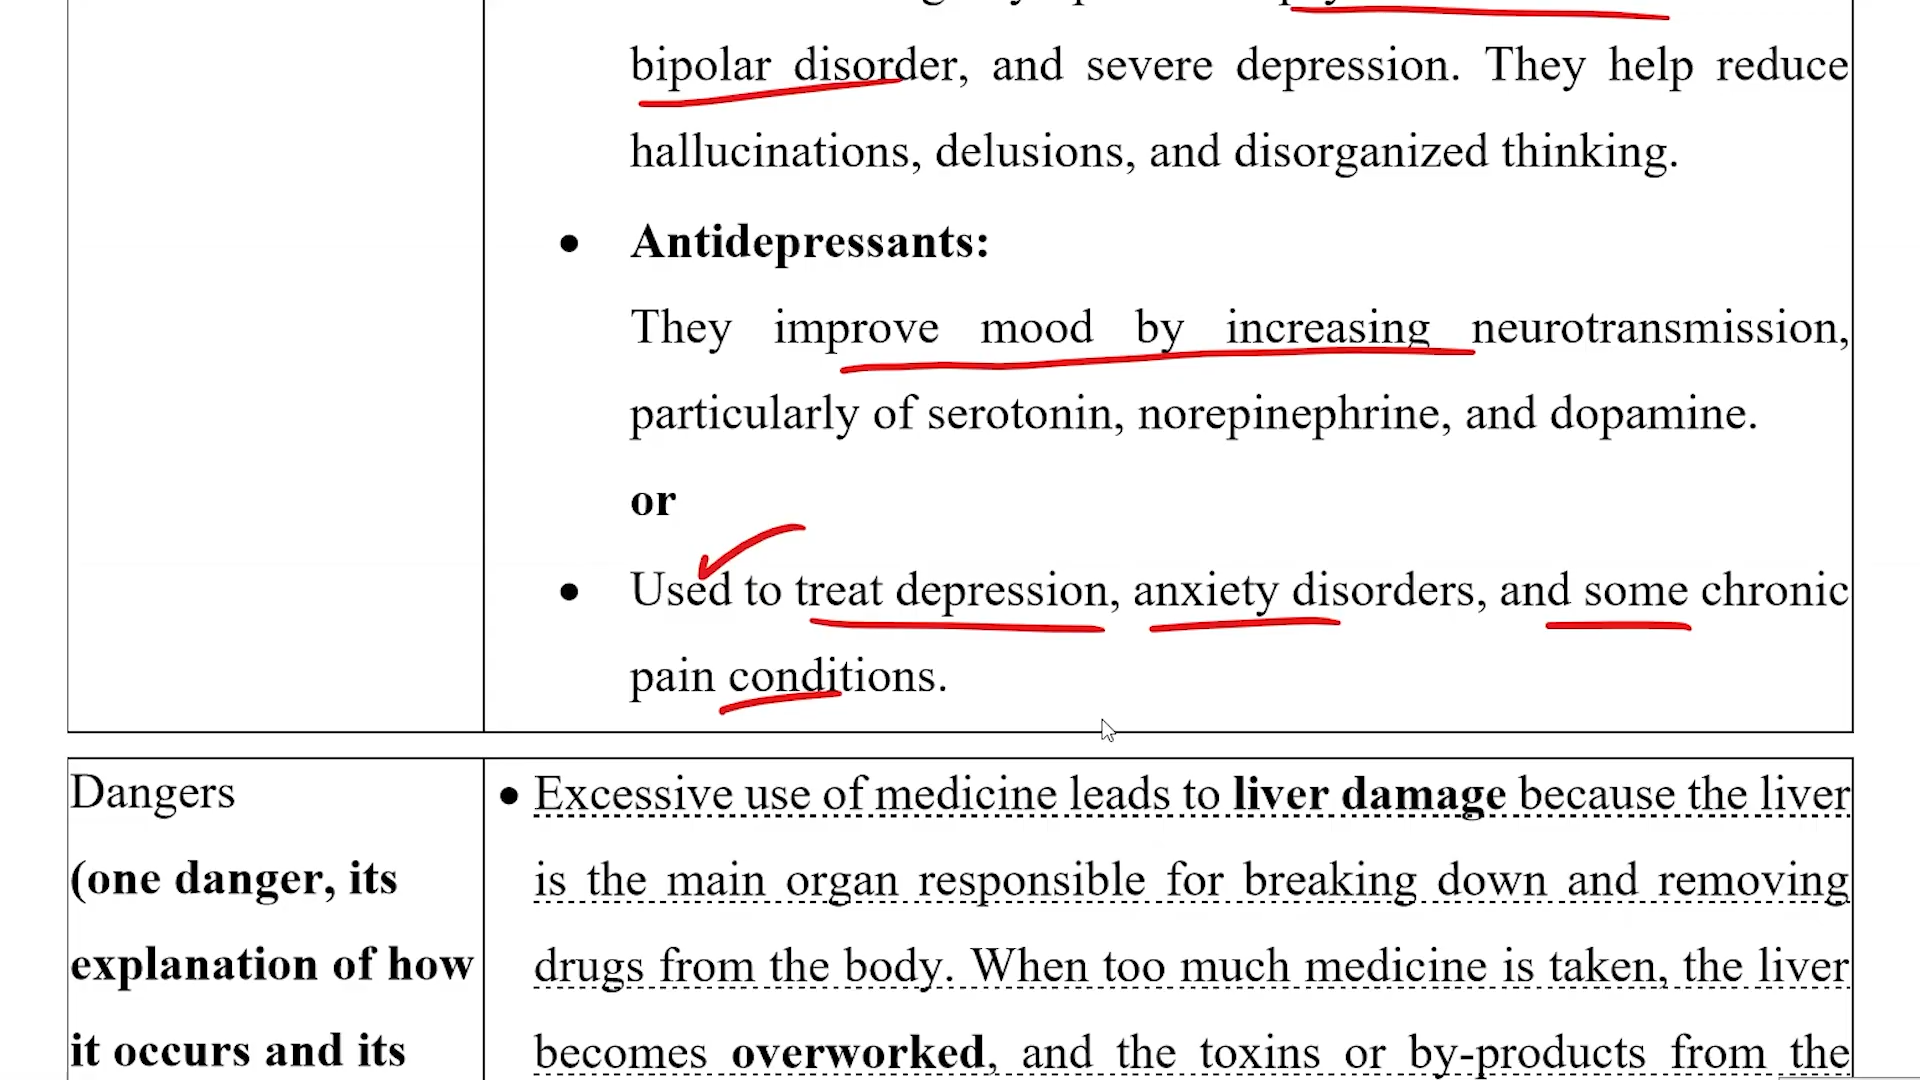 bipolar disorder, and severe depression. They help reduce
hallucinations, delusions, and disorganized thinking.
• Antidepressants:
They improve mood by increasing neurotransmission,
particularly of serotonin, norepinephrine, and dopamine.
or
• Used to treat depression, anxiety disorders, and some chronic
pain conditions.
Dangers
(one danger, its
explanation of how
it occurs and its
• Excessive use of medicine leads to liver damage because the liver
is the main organ responsible for breaking down and removing
drugs from the body. When too much medicine is taken, the liver
becomes overworked, and the toxins or by-products from the